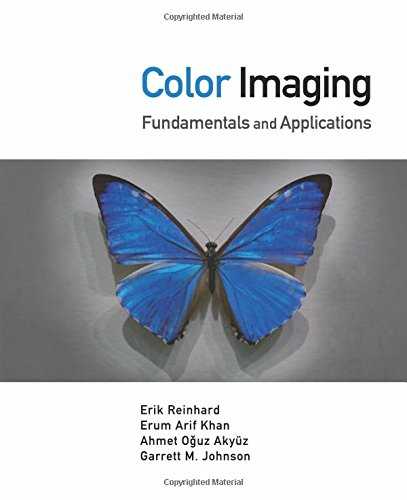 Copyrighted Material
Color Imaging
Fundamentals and Applications
Erik Reinhard
Erum Arif Khan
Ahmet Oğuz Akyüz
Garrett M. Johnson
Copyrighted Material